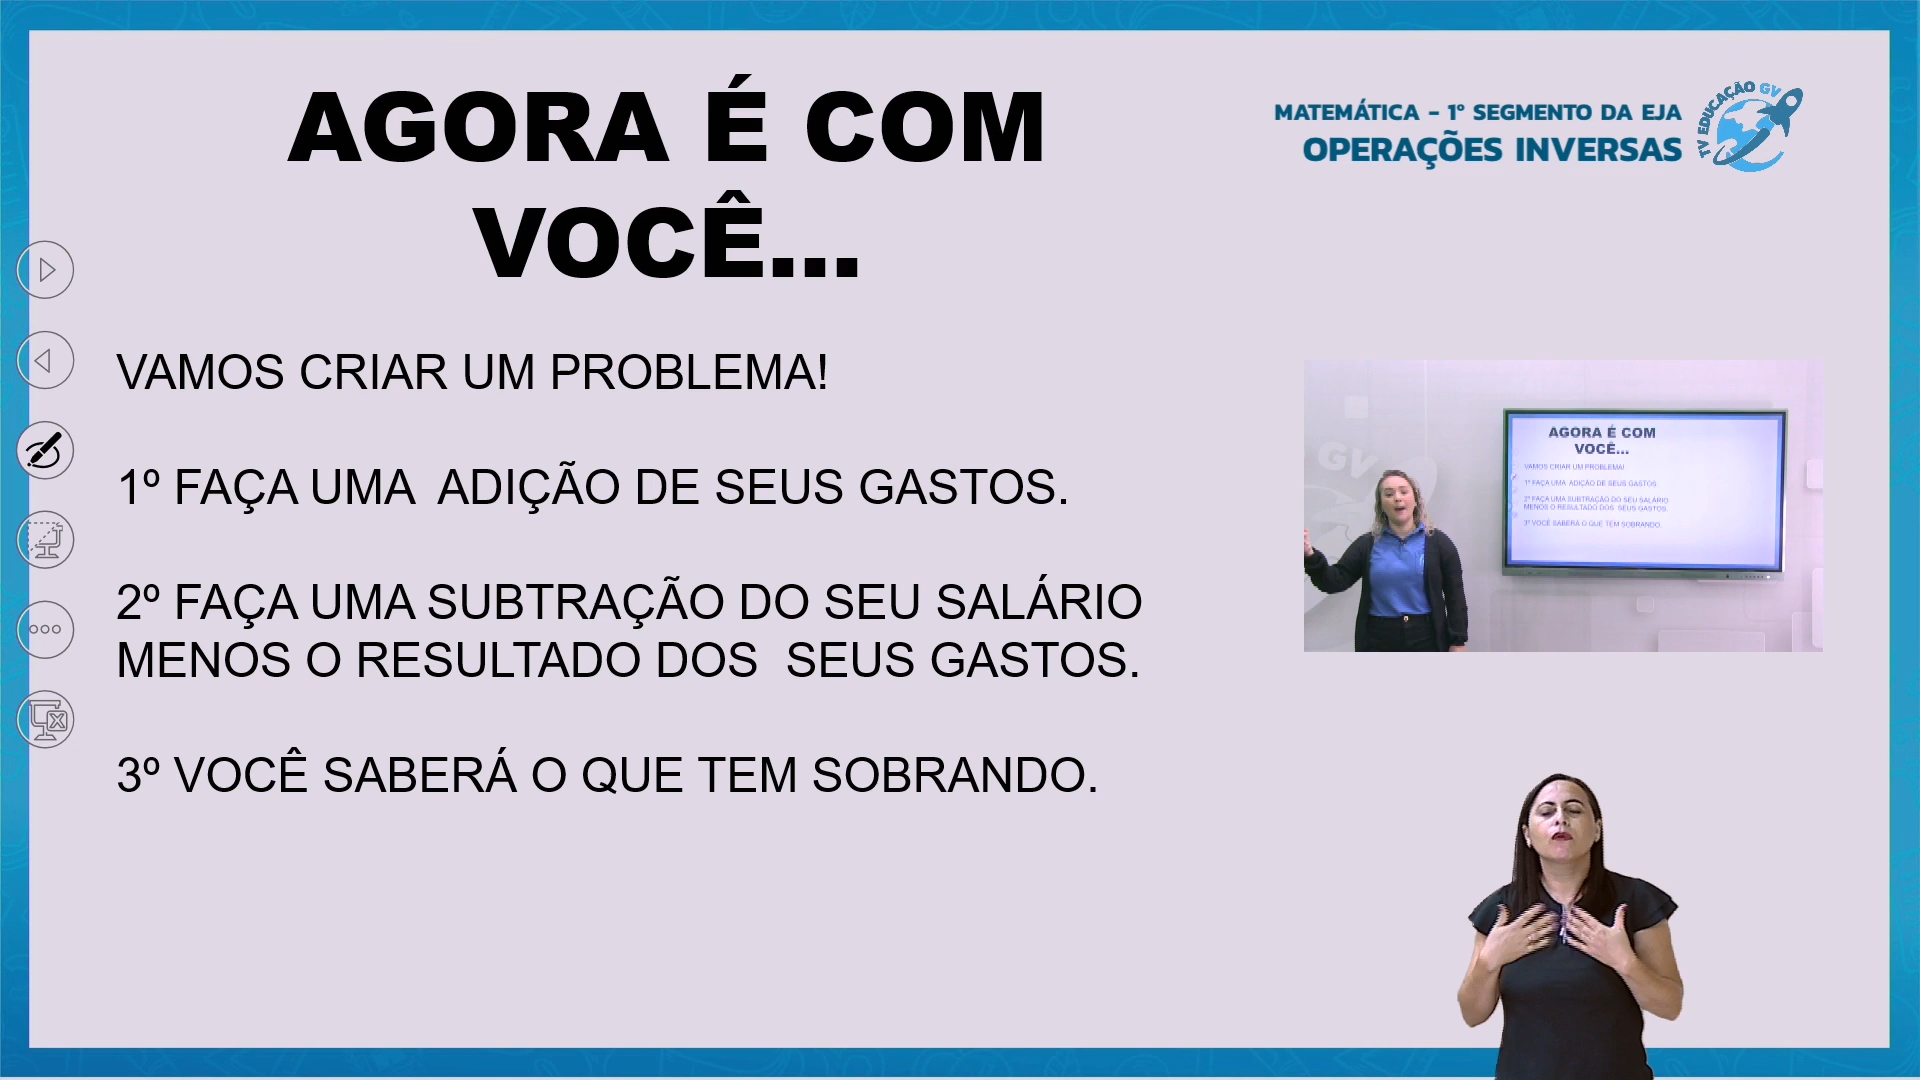 AGORA É COM
VOCÊ...
MATEMÁTICA - 1º SEGMENTO DA EJA
OPERAÇÕES INVERSAS
TV EDUCAÇÃO GV
VAMOS CRIAR UM PROBLEMA!
1º FAÇA UMA ADIÇÃO DE SEUS GASTOS.
2º FAÇA UMA SUBTRAÇÃO DO SEU SALÁRIO
MENOS O RESULTADO DOS SEUS GASTOS.
3º VOCÊ SABERÁ O QUE TEM SOBRANDO.
GV
AGORA É COM
VOCÊ...
VAMOS CRIAR UM PROBLEMA!
1º FAÇA UMA ADIÇÃO DE SEUS GASTOS.
2º FAÇA UMA SUBTRAÇÃO DO SEU SALÁRIO
MENOS O RESULTADO DOS SEUS GASTOS.
3º VOCÊ SABERÁ O QUE TEM SOBRANDO.